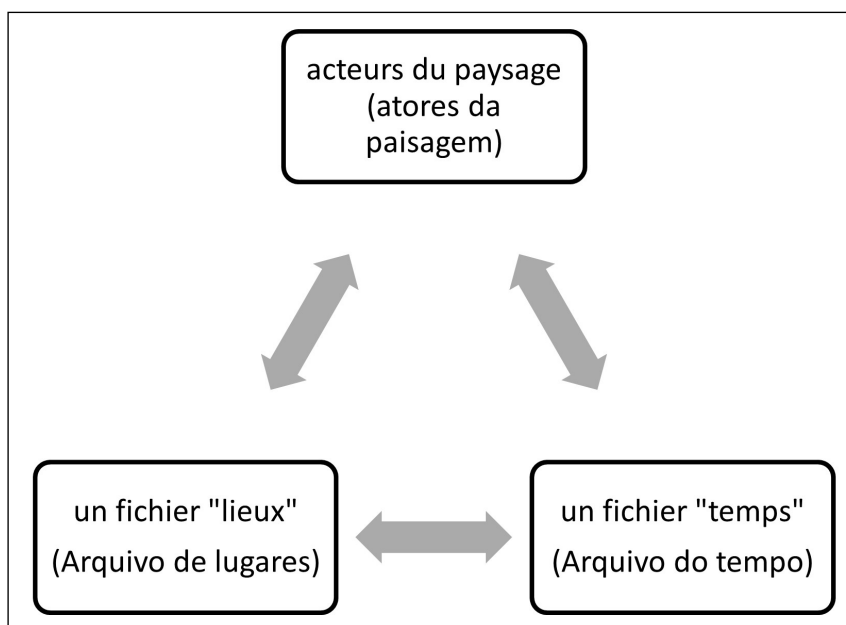 acteurs du paysage
(atores da
paisagem)
un fichier "lieux"
(Arquivo de lugares)
un fichier "temps"
(Arquivo do tempo)